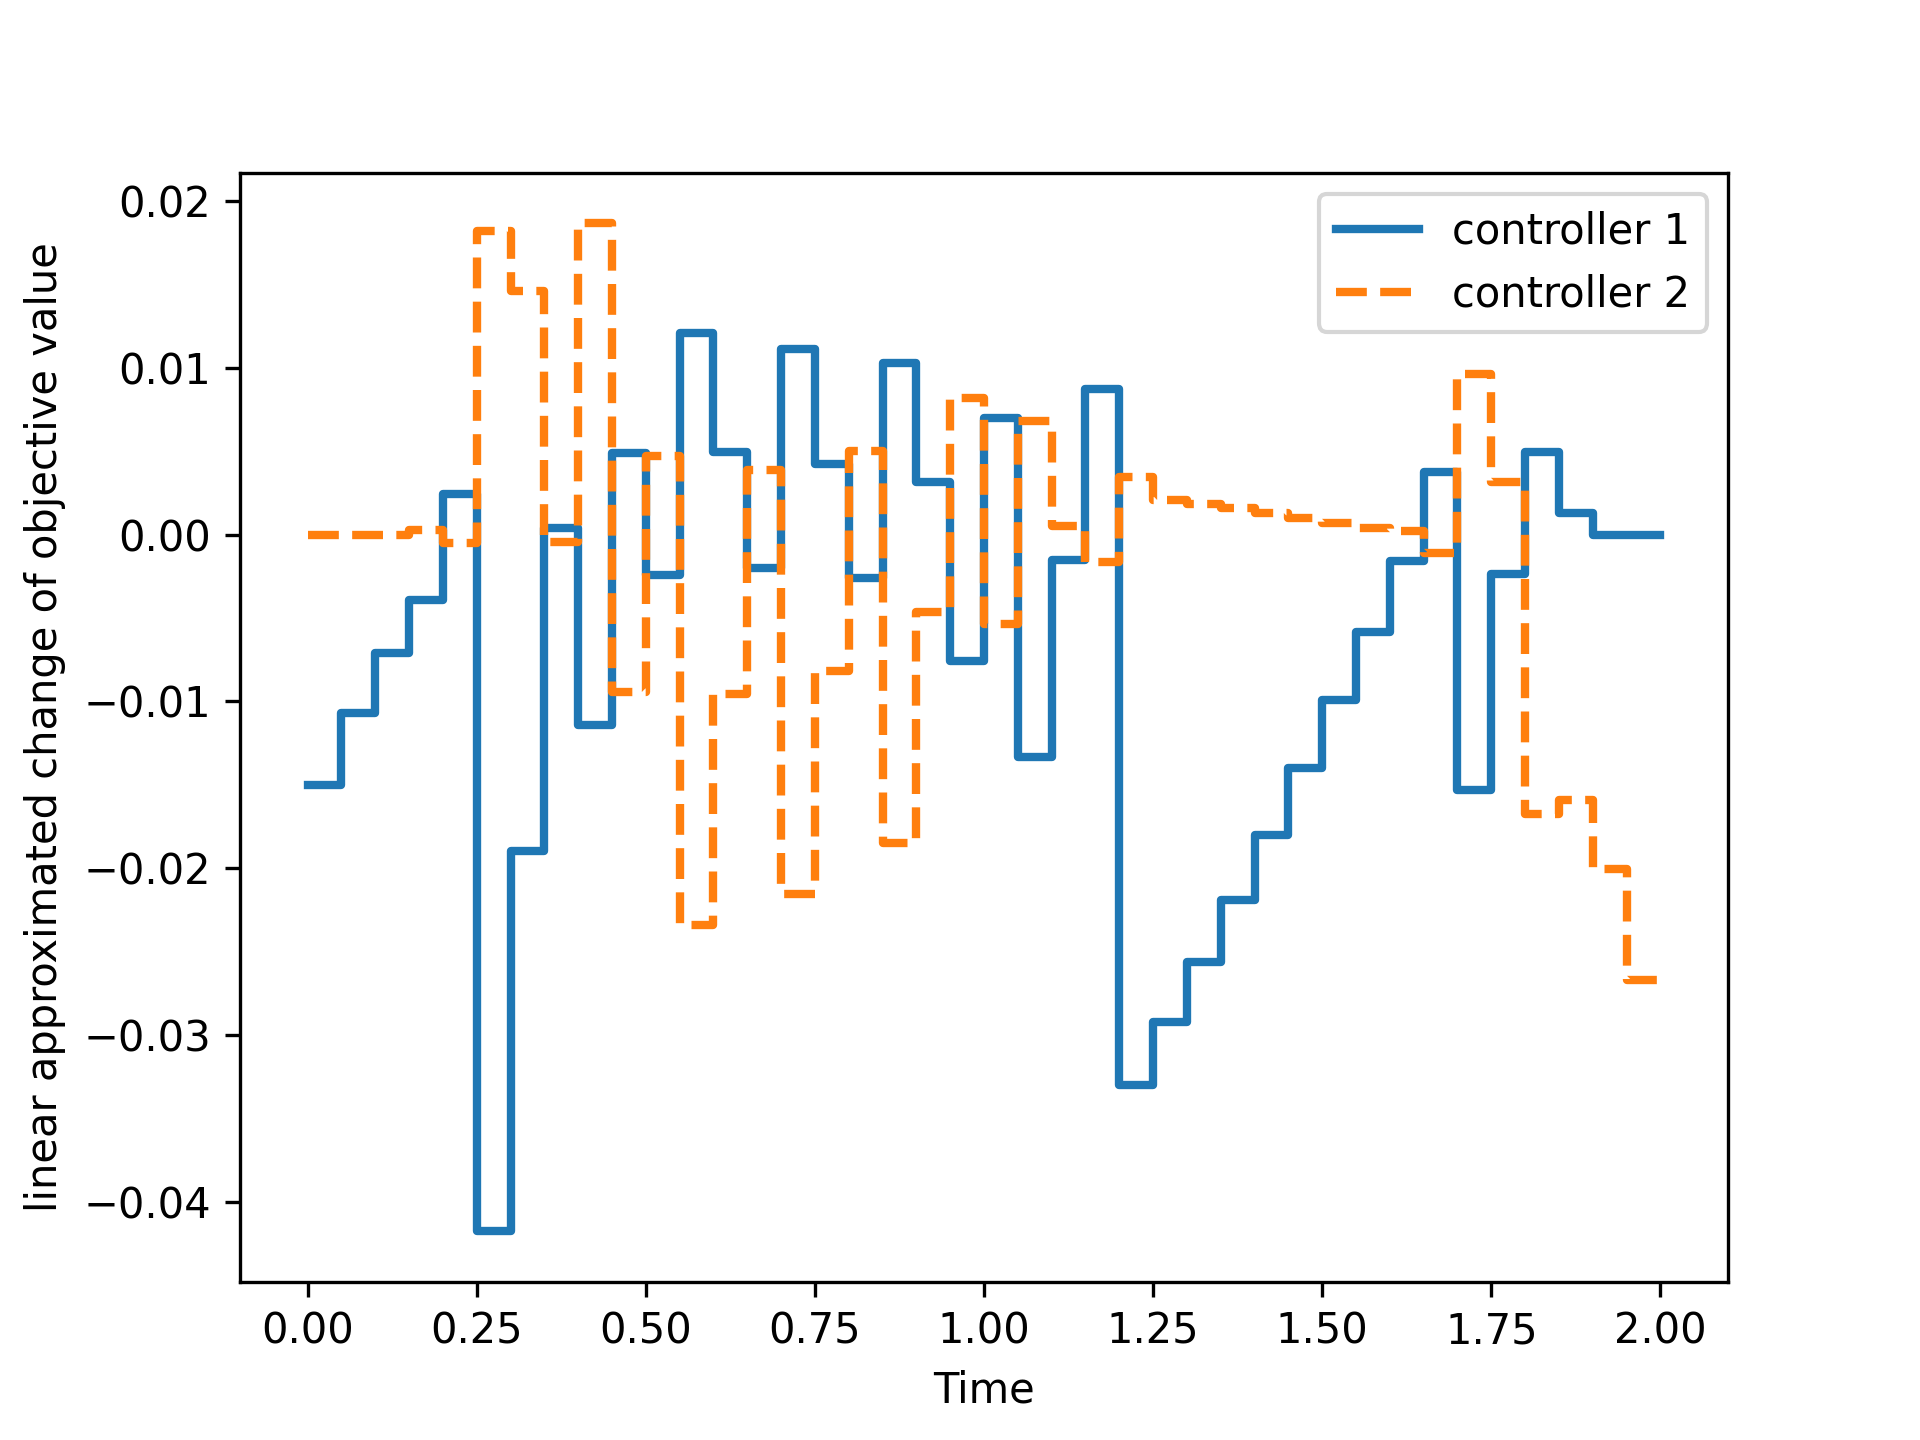 controller 1
controller 2
linear approximated change of objective value
0.02
0.01
0.00
−0.01
−0.02
−0.03
−0.04
0.00 0.25 0.50 0.75 1.00 1.25 1.50 1.75 2.00
Time